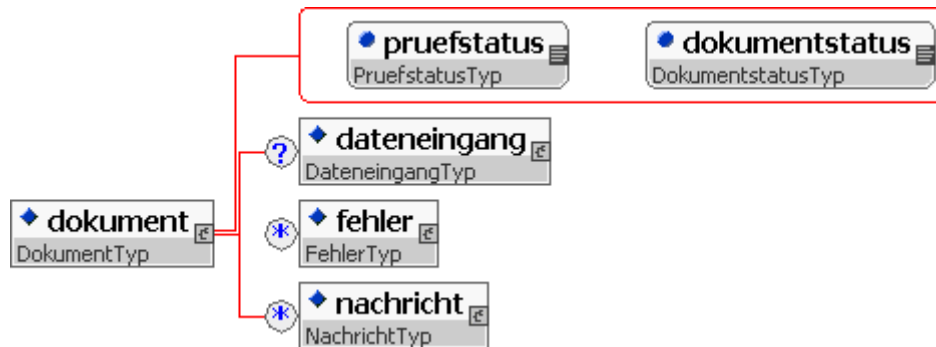 pruefstatus
PruefstatusTyp
dokumentstatus
DokumentstatusTyp
?
dateneingang
DateneingangTyp
dokument
DokumentTyp
*
fehler
FehlerTyp
*
nachricht
NachrichtTyp